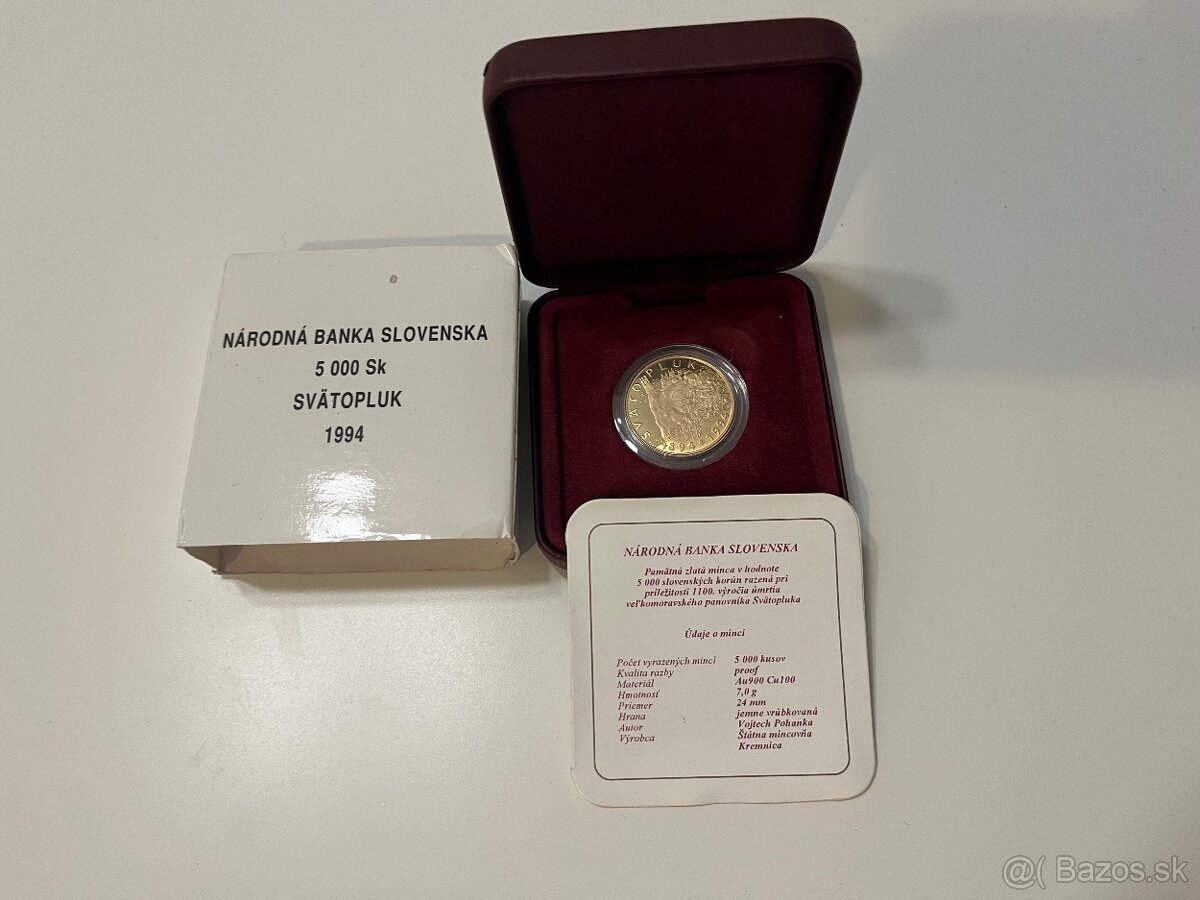 NÁRODNÁ BANKA SLOVENSKA
5 000 Sk
SVÄTOPLUK
1994
SVÄTOPLUK
894 • 1994
NÁRODNÁ BANKA SLOVENSKA
Pamätná zlatá minca v hodnote
5 000 slovenských korún razená pri
príležitosti 1100. výročia úmrtia
veľkomoravského panovníka Svätopluka
Údaje o minci
Počet vyrazených mincí 5 000 kusov
Kvalita razby proof
Materiál Au900 Cu100
Hmotnosť 7,0 g
Priemer 24 mm
Hrana jemne vrúbkovaná
Autor Vojtech Pohanka
Výrobca Štátna mincovňa
Kremnica
@( Bazos.sk